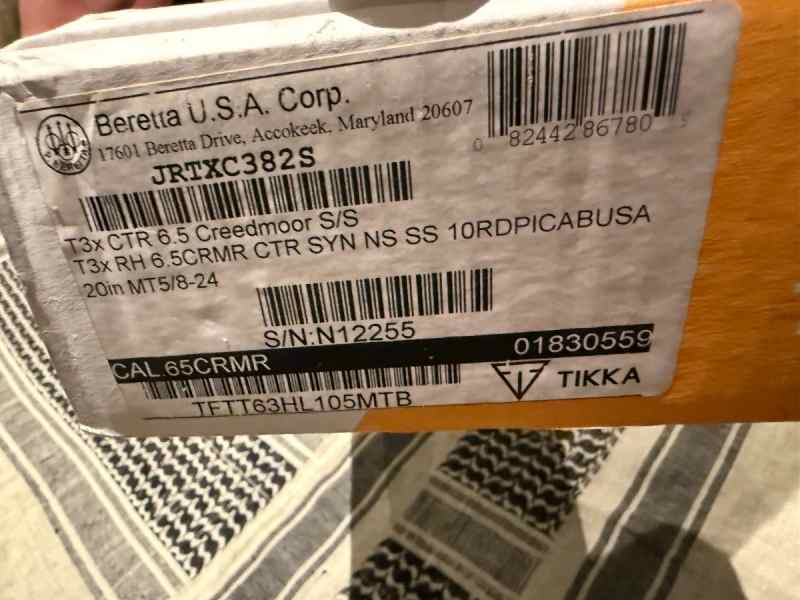 Beretta U.S.A. Corp.
17601 Beretta Drive, Accokeek, Maryland 20607
JRTXC382S
0 82442 86780 9
T3x CTR 6.5 Creedmoor S/S
T3x RH 6.5CRMR CTR SYN NS SS 10RDPICABUSA
20in MT5/8-24
S/N:N12255
CAL.65CRMR
01830559
TFTT63HL105MTB
TIKKA